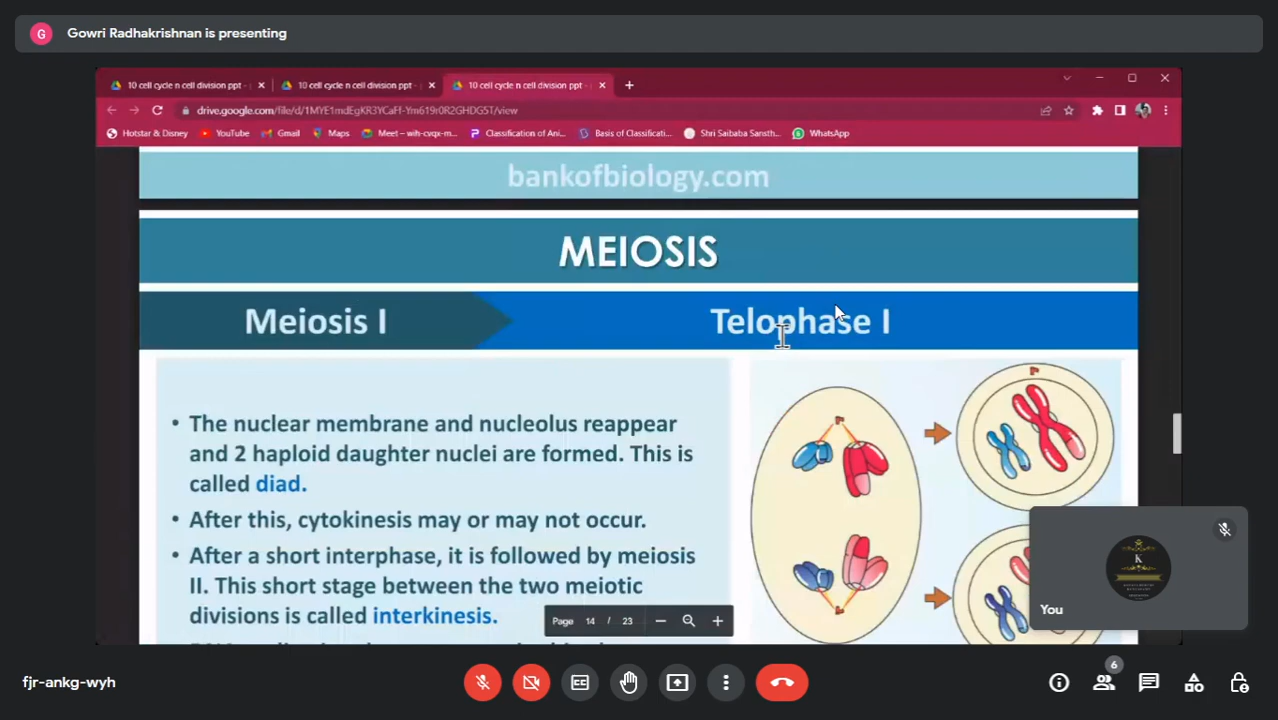 G Gowri Radhakrishnan is presenting
10 cell cycle n cell division ppt - 10 cell cycle n cell division ppt - 10 cell cycle n cell division ppt -
drive.google.com/file/d/1MYE1mdEgKR3YCaFf-Ym619r0R2GHDG5T/view
Hotstar & Disney YouTube Gmail Maps Meet – wih-cvqx-m... Classification of Ani... Basis of Classificati... Shri Saibaba Sansth... WhatsApp
bankofbiology.com
MEIOSIS
Meiosis I Telophase I
• The nuclear membrane and nucleolus reappear
and 2 haploid daughter nuclei are formed. This is
called diad.
• After this, cytokinesis may or may not occur.
• After a short interphase, it is followed by meiosis
II. This short stage between the two meiotic
divisions is called interkinesis.
Page 14 / 23
K
You
fjr-ankg-wyh
6